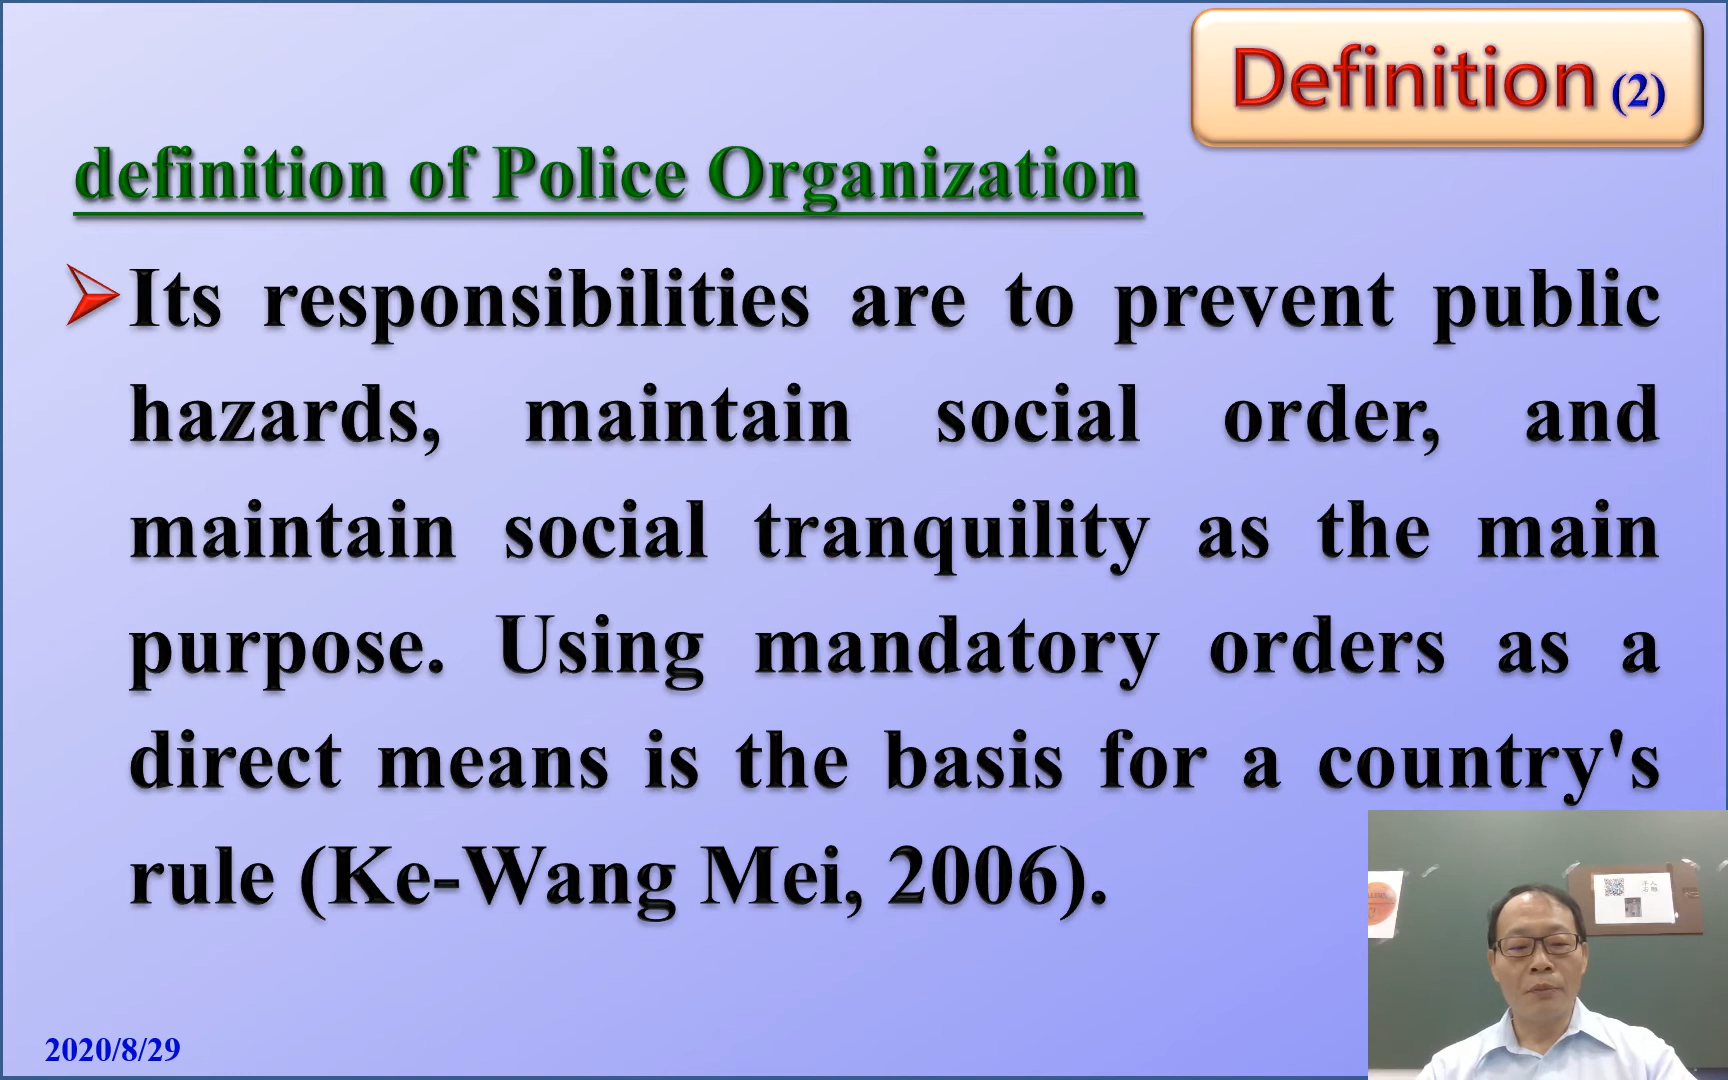 Definition (2)
definition of Police Organization
Its responsibilities are to prevent public
hazards, maintain social order, and
maintain social tranquility as the main
purpose. Using mandatory orders as a
direct means is the basis for a country's
rule (Ke-Wang Mei, 2006).
2020/8/29